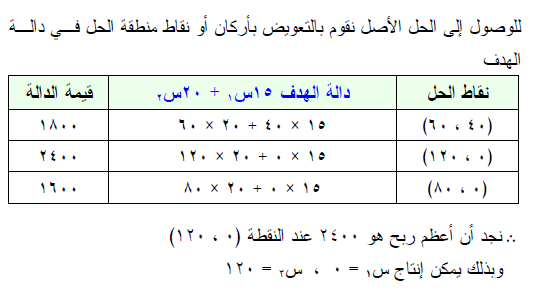 للوصول إلى الحل الأصل نقوم بالتعويض بأركان أو نقاط منطقة الحل فـــي دالـــة
الهدف
نقاط الحل دالة الهدف ١٥س١ + ٢٠س٢ قيمة الدالة
(٤٠ ، ٦٠) ١٥ × ٤٠ + ٢٠ × ٦٠ ١٨٠٠
(٠ ، ١٢٠) ١٥ × ٠ + ٢٠ × ١٢٠ ٢٤٠٠
(٠ ، ٨٠) ١٥ × ٠ + ٢٠ × ٨٠ ١٦٠٠
∴ نجد أن أعظم ربح هو ٢٤٠٠ عند النقطة (٠ ، ١٢٠)
وبذلك يمكن إنتاج س١ = ٠ ، س٢ = ١٢٠